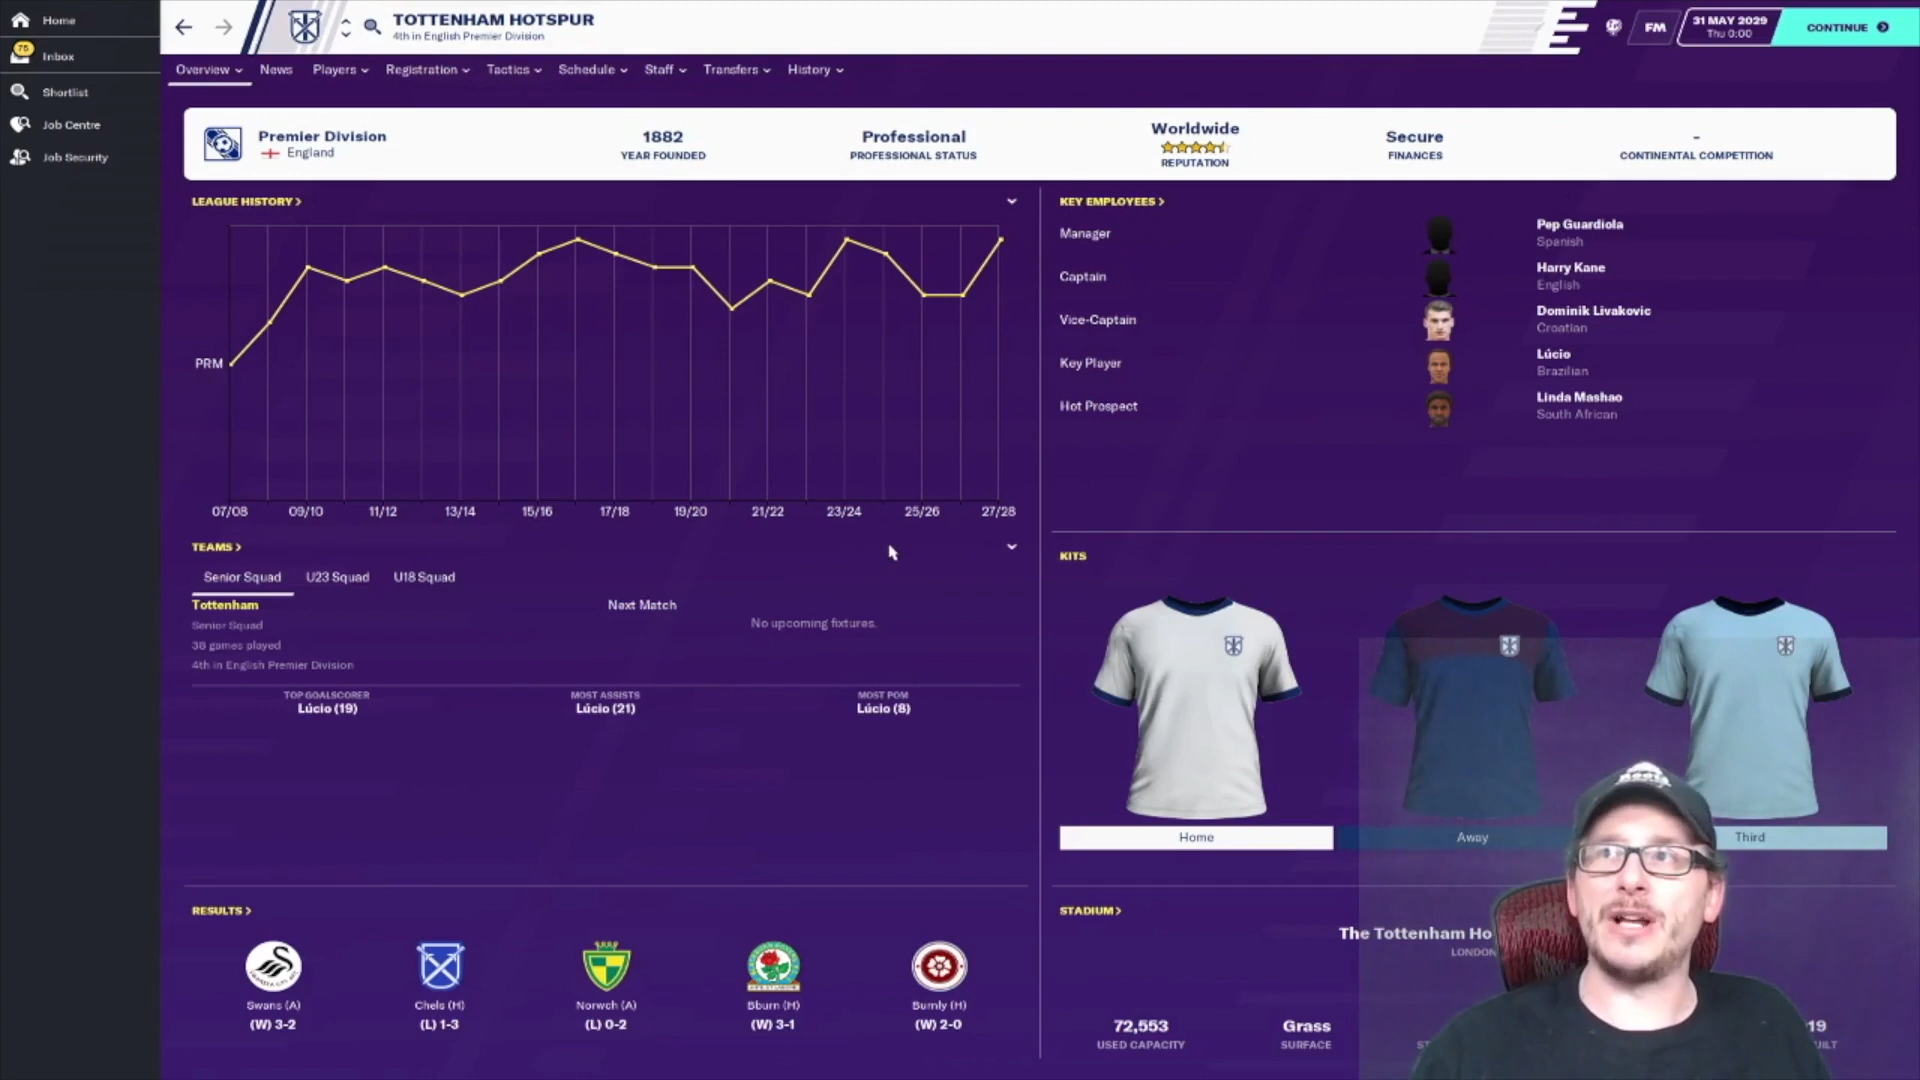 Home
75
Inbox
Shortlist
Job Centre
Job Security
TOTTENHAM HOTSPUR
4th in English Premier Division
FM
31 MAY 2029
Thu 0:00
CONTINUE
Overview
News
Players
Registration
Tactics
Schedule
Staff
Transfers
History
Premier Division
England
1882
YEAR FOUNDED
Professional
PROFESSIONAL STATUS
Worldwide
REPUTATION
Secure
FINANCES
-
CONTINENTAL COMPETITION
LEAGUE HISTORY >
PRM
07/08 09/10 11/12 13/14 15/16 17/18 19/20 21/22 23/24 25/26 27/28
KEY EMPLOYEES >
Manager
Pep Guardiola
Spanish
Captain
Harry Kane
English
Vice-Captain
Dominik Livakovic
Croatian
Key Player
Lúcio
Brazilian
Hot Prospect
Linda Mashao
South African
TEAMS >
Senior Squad
U23 Squad
U18 Squad
Tottenham
Senior Squad
38 games played
4th in English Premier Division
Next Match
No upcoming fixtures.
TOP GOALSCORER
Lúcio (19)
MOST ASSISTS
Lúcio (21)
MOST POM
Lúcio (8)
KITS
Home
Away
Third
RESULTS >
Swans (A)
(W) 3-2
Chels (H)
(L) 1-3
Norwch (A)
(L) 0-2
Bburn (H)
(W) 3-1
Burnly (H)
(W) 2-0
STADIUM >
The Tottenham Ho
LONDON
72,553
USED CAPACITY
Grass
SURFACE
19